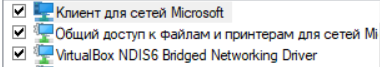 Клиент для сетей Microsoft
Общий доступ к файлам и принтерам для сетей Mi
VirtualBox NDIS6 Bridged Networking Driver